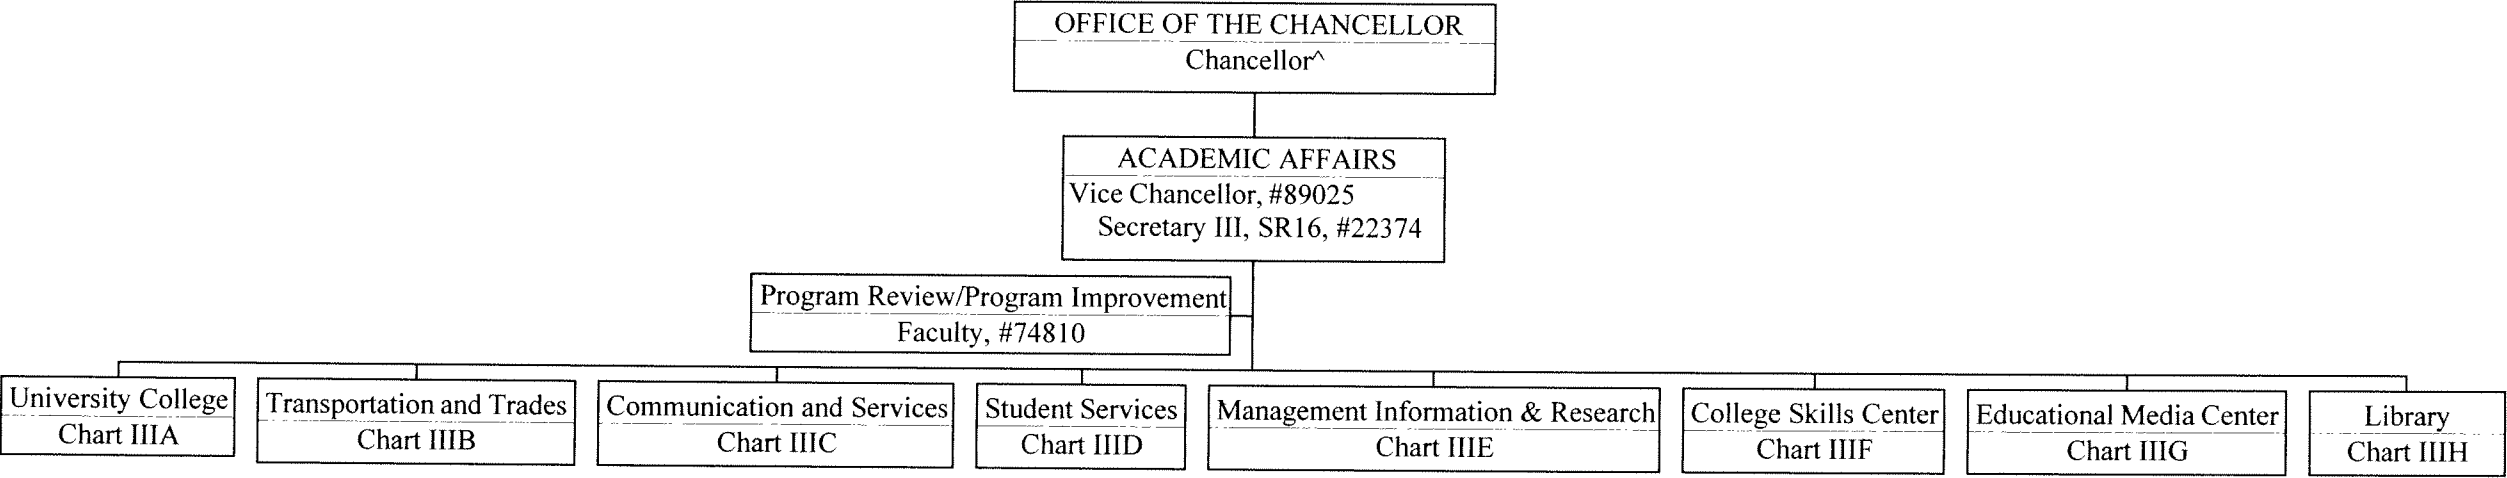 OFFICE OF THE CHANCELLOR
Chancellor^
ACADEMIC AFFAIRS
Vice Chancellor, #89025
Secretary III, SR16, #22374
Program Review/Program Improvement
Faculty, #74810
University College
Chart IIIA
Transportation and Trades
Chart IIIB
Communication and Services
Chart IIIC
Student Services
Chart IIID
Management Information & Research
Chart IIIE
College Skills Center
Chart IIIF
Educational Media Center
Chart IIIG
Library
Chart IIIH